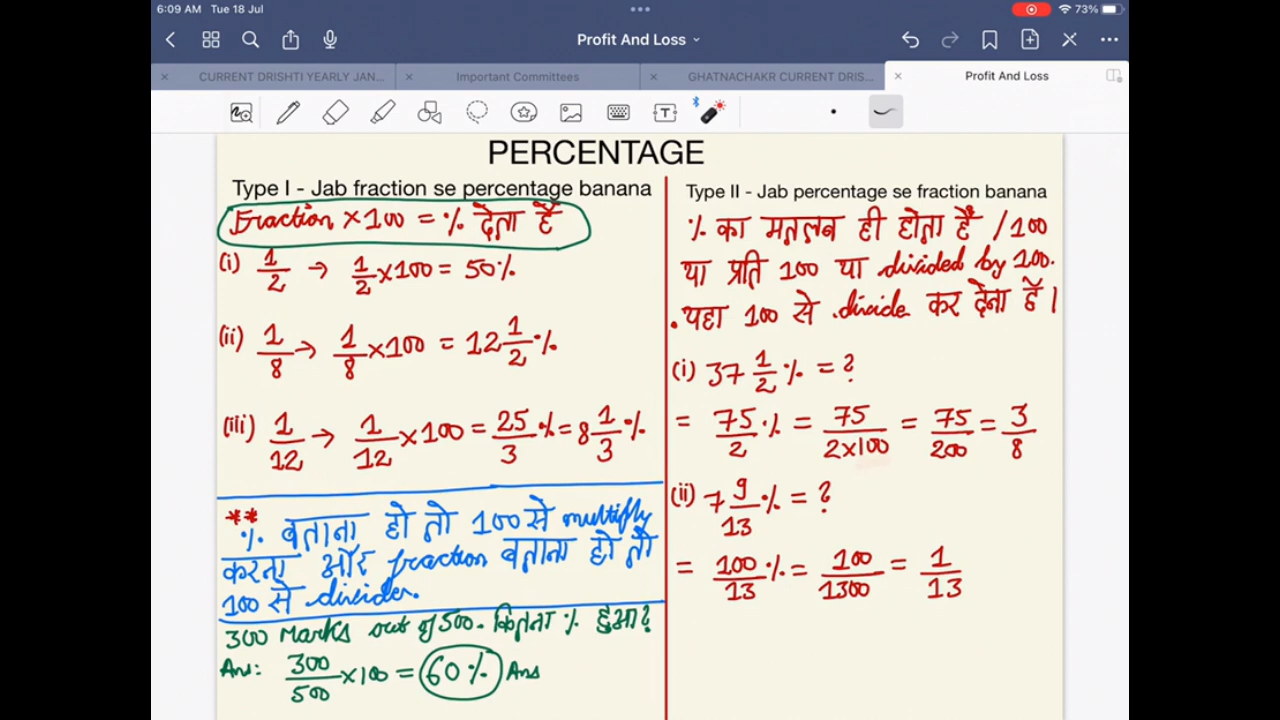 6:09 AM Tue 18 Jul
73%
Profit And Loss
CURRENT DRISHTI YEARLY JAN...
Important Committees
GHATNACHAKR CURRENT DRIS...
Profit And Loss
PERCENTAGE
Type I - Jab fraction se percentage banana
Fraction × 100 = % देता है
(i) 1/2 → 1/2 × 100 = 50%
(ii) 1/8 → 1/8 × 100 = 12 1/2 %
(iii) 1/12 → 1/12 × 100 = 25/3 % = 8 1/3 %
** % बताना हो तो 100 से multiply
करना और fraction बताना हो तो
100 से divide.
300 Marks out of 500. कितना % हुआ?
Ans: 300/500 × 100 = 60% Ans
Type II - Jab percentage se fraction banana
% का मतलब ही होता है /100
या प्रति 100 या divided by 100.
. यहा 100 से divide कर देना है।
(i) 37 1/2 % = ?
= 75/2 % = 75/2×100 = 75/200 = 3/8
(ii) 7 9/13 % = ?
= 100/13 % = 100/1300 = 1/13